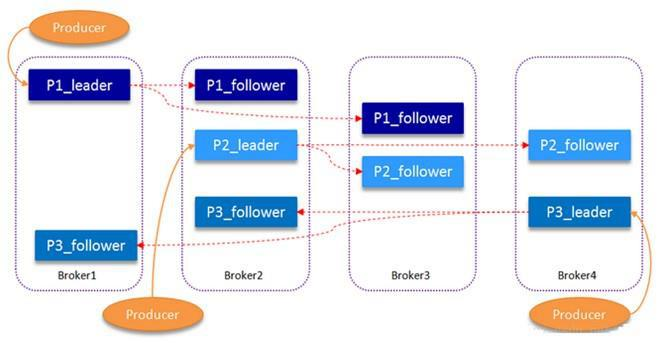 Producer
P1_leader
P1_follower
P1_follower
P2_leader
P2_follower
P2_follower
P3_follower
P3_leader
P3_follower
Broker1
Broker2
Broker3
Broker4
Producer
Producer